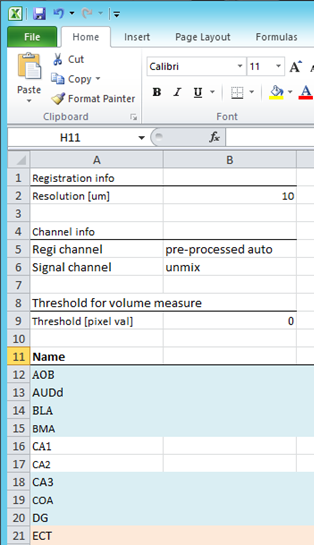 File Home Insert Page Layout Formulas
Cut
Copy
Format Painter
Paste
Calibri 11 A A
B I U A
Clipboard Font
H11 fx
A B
1 Registration info
2 Resolution [um] 10
3
4 Channel info
5 Regi channel pre-processed auto
6 Signal channel unmix
7
8 Threshold for volume measure
9 Threshold [pixel val] 0
10
11 Name
12 AOB
13 AUDd
14 BLA
15 BMA
16 CA1
17 CA2
18 CA3
19 COA
20 DG
21 ECT